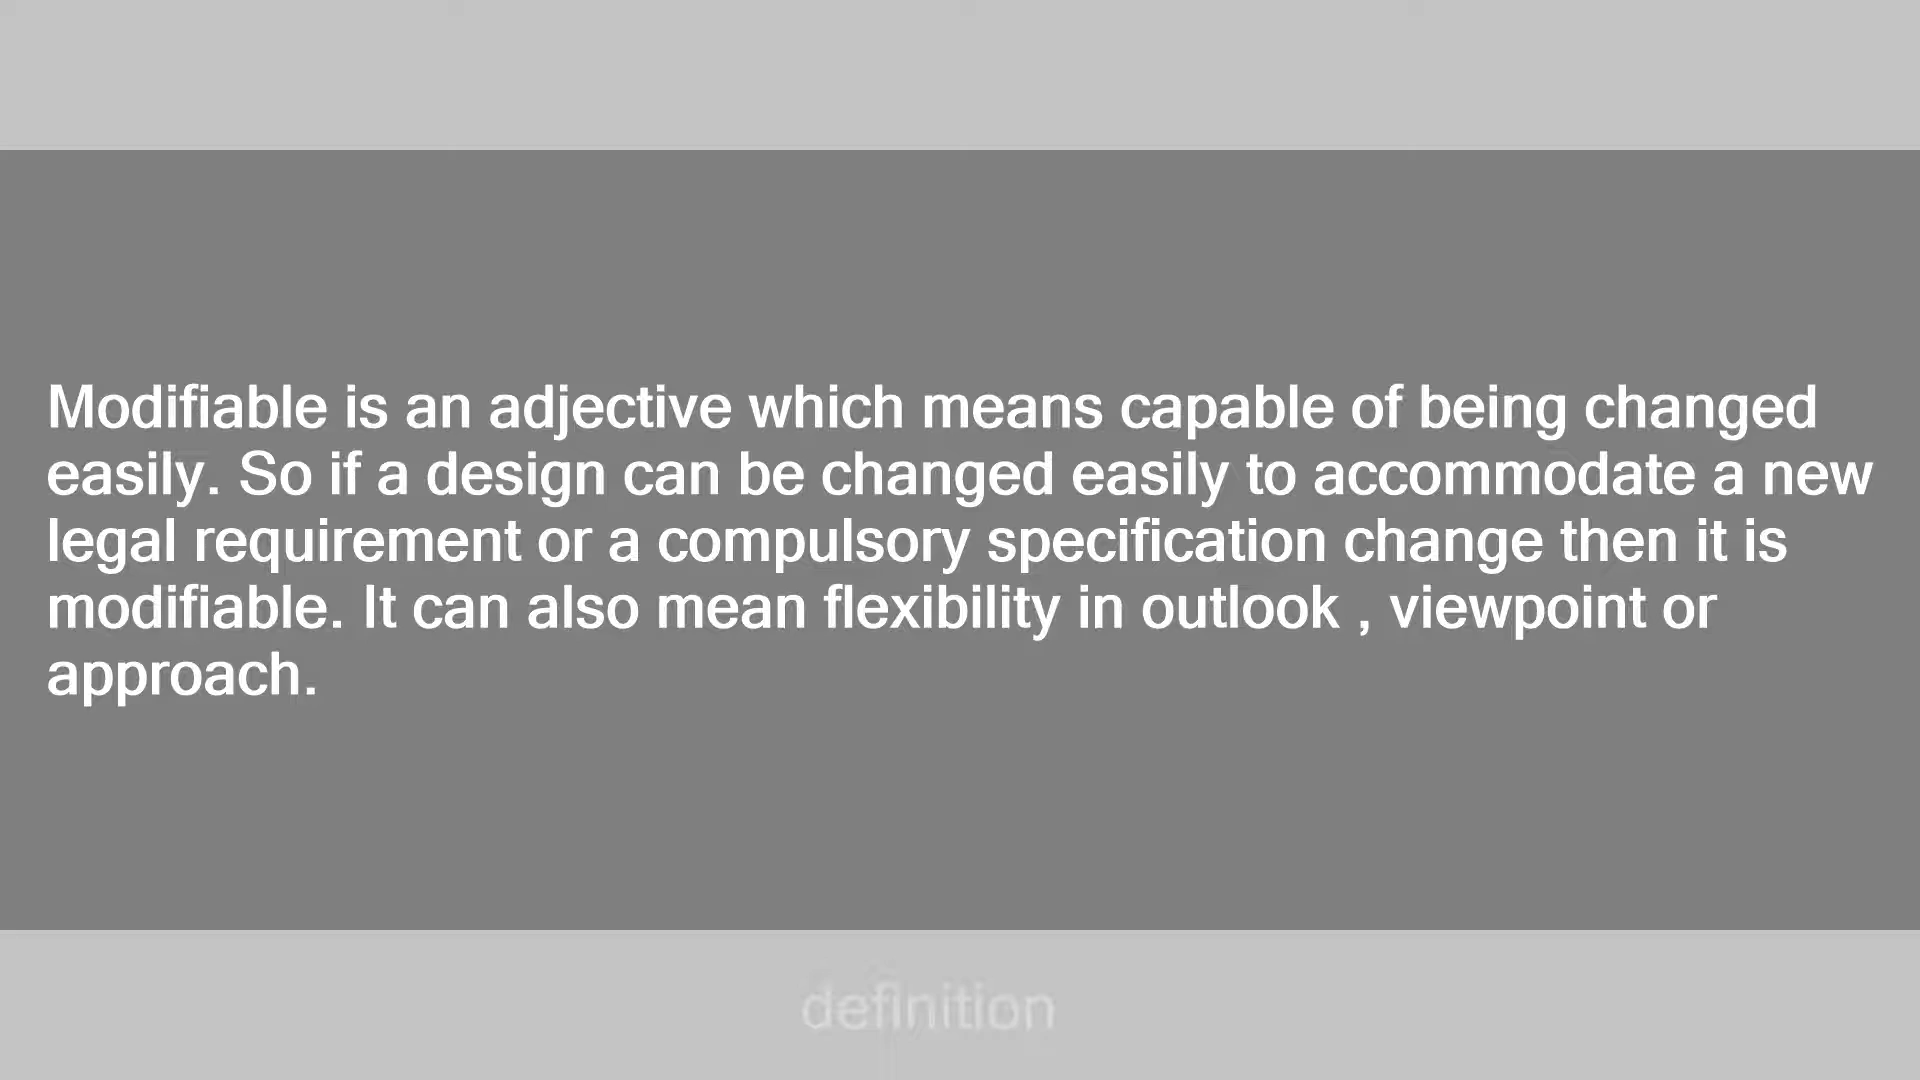 Modifiable is an adjective which means capable of being changed
easily. So if a design can be changed easily to accommodate a new
legal requirement or a compulsory specification change then it is
modifiable. It can also mean flexibility in outlook , viewpoint or
approach.
definition